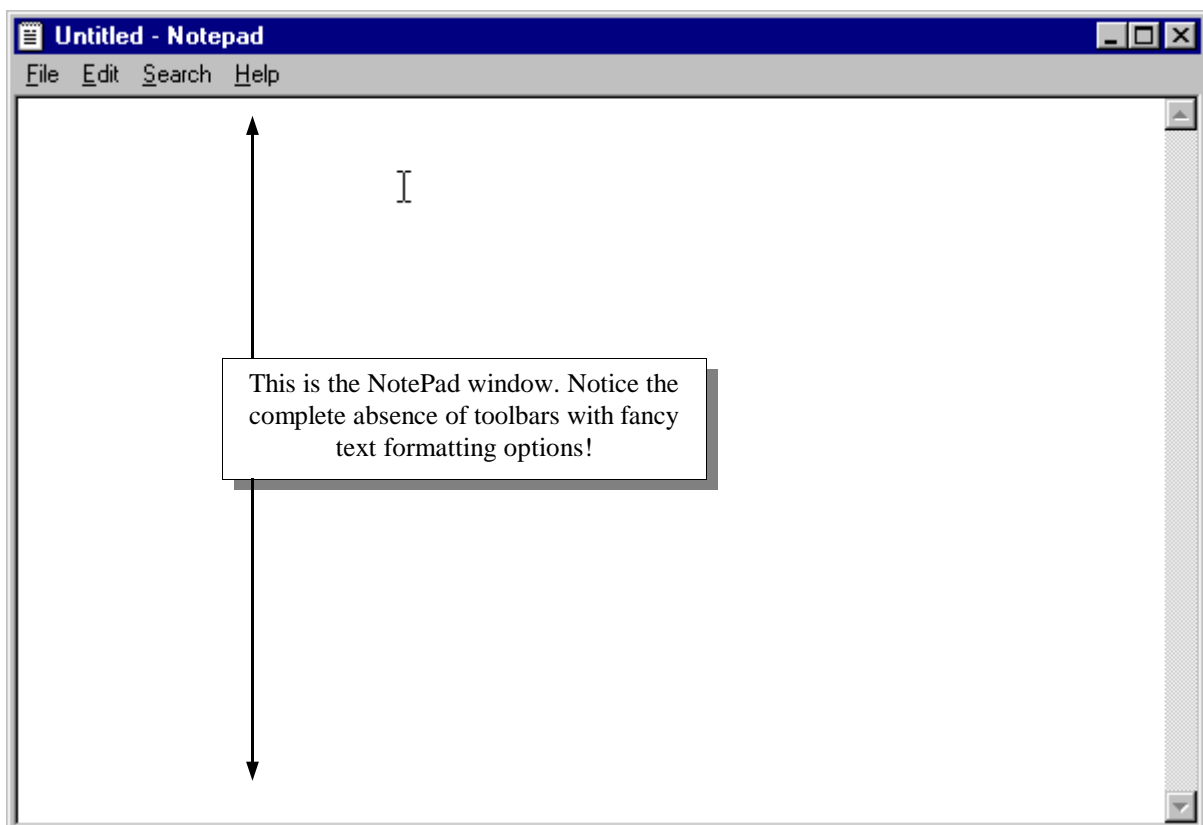 Untitled - Notepad
File Edit Search Help
This is the NotePad window. Notice the
complete absence of toolbars with fancy
text formatting options!